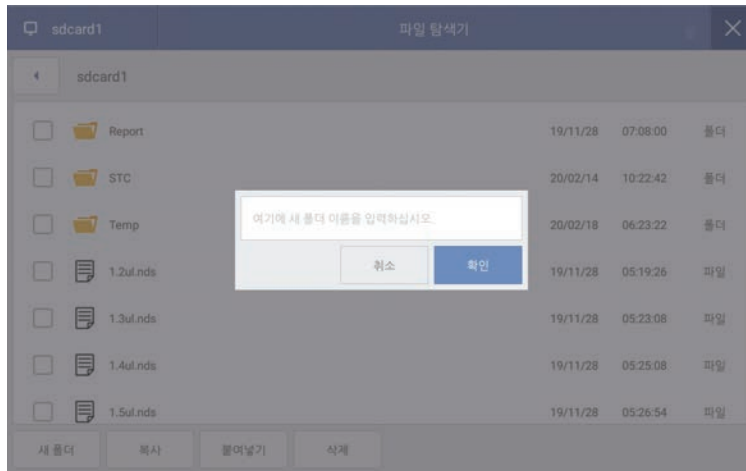 sdcard1 파일 탐색기
sdcard1
Report 19/11/28 07:08:00 폴더
STC 20/02/14 10:22:42 폴더
여기에 새 폴더 이름을 입력하십시오.
Temp 20/02/18 06:23:22 폴더
취소 확인
1.2ul.nds 19/11/28 05:19:26 파일
1.3ul.nds 19/11/28 05:23:08 파일
1.4ul.nds 19/11/28 05:25:08 파일
1.5ul.nds 19/11/28 05:26:54 파일
새 폴더 복사 붙여넣기 삭제